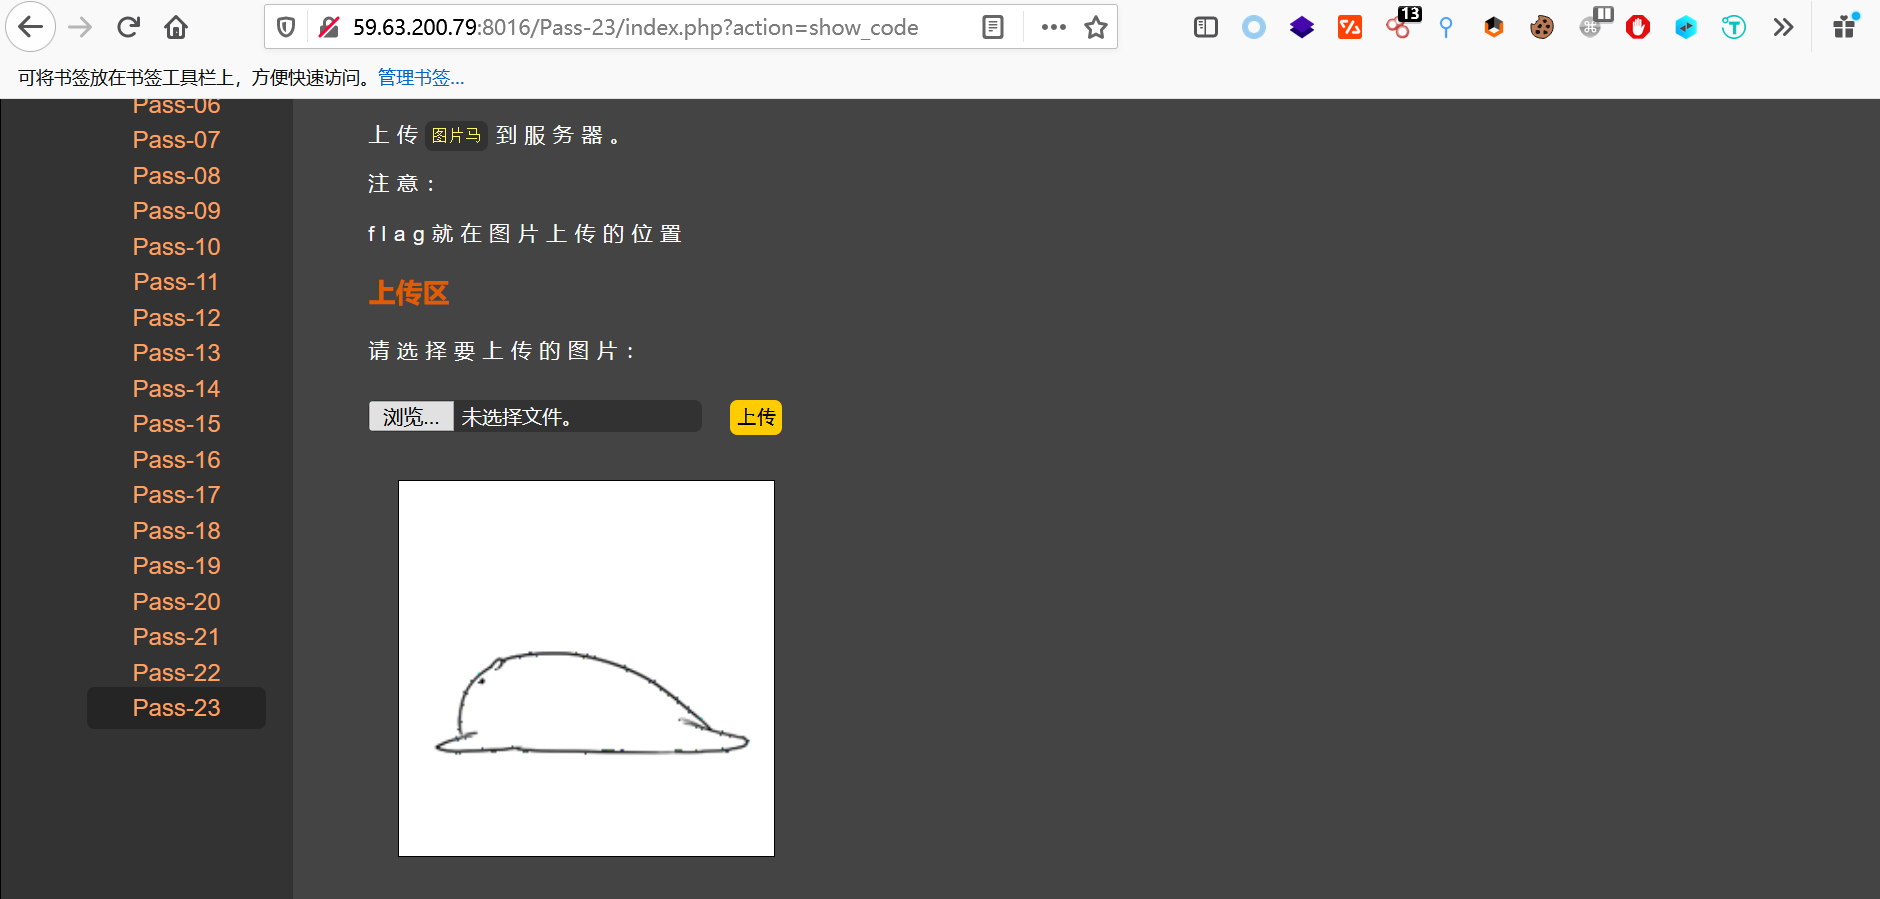 59.63.200.79:8016/Pass-23/index.php?action=show_code
13
可将书签放在书签工具栏上，方便快速访问。管理书签...
Pass-06
Pass-07
Pass-08
Pass-09
Pass-10
Pass-11
Pass-12
Pass-13
Pass-14
Pass-15
Pass-16
Pass-17
Pass-18
Pass-19
Pass-20
Pass-21
Pass-22
Pass-23
上传 图片马 到服务器。
注意：
flag就在图片上传的位置
上传区
请选择要上传的图片：
浏览... 未选择文件。 上传